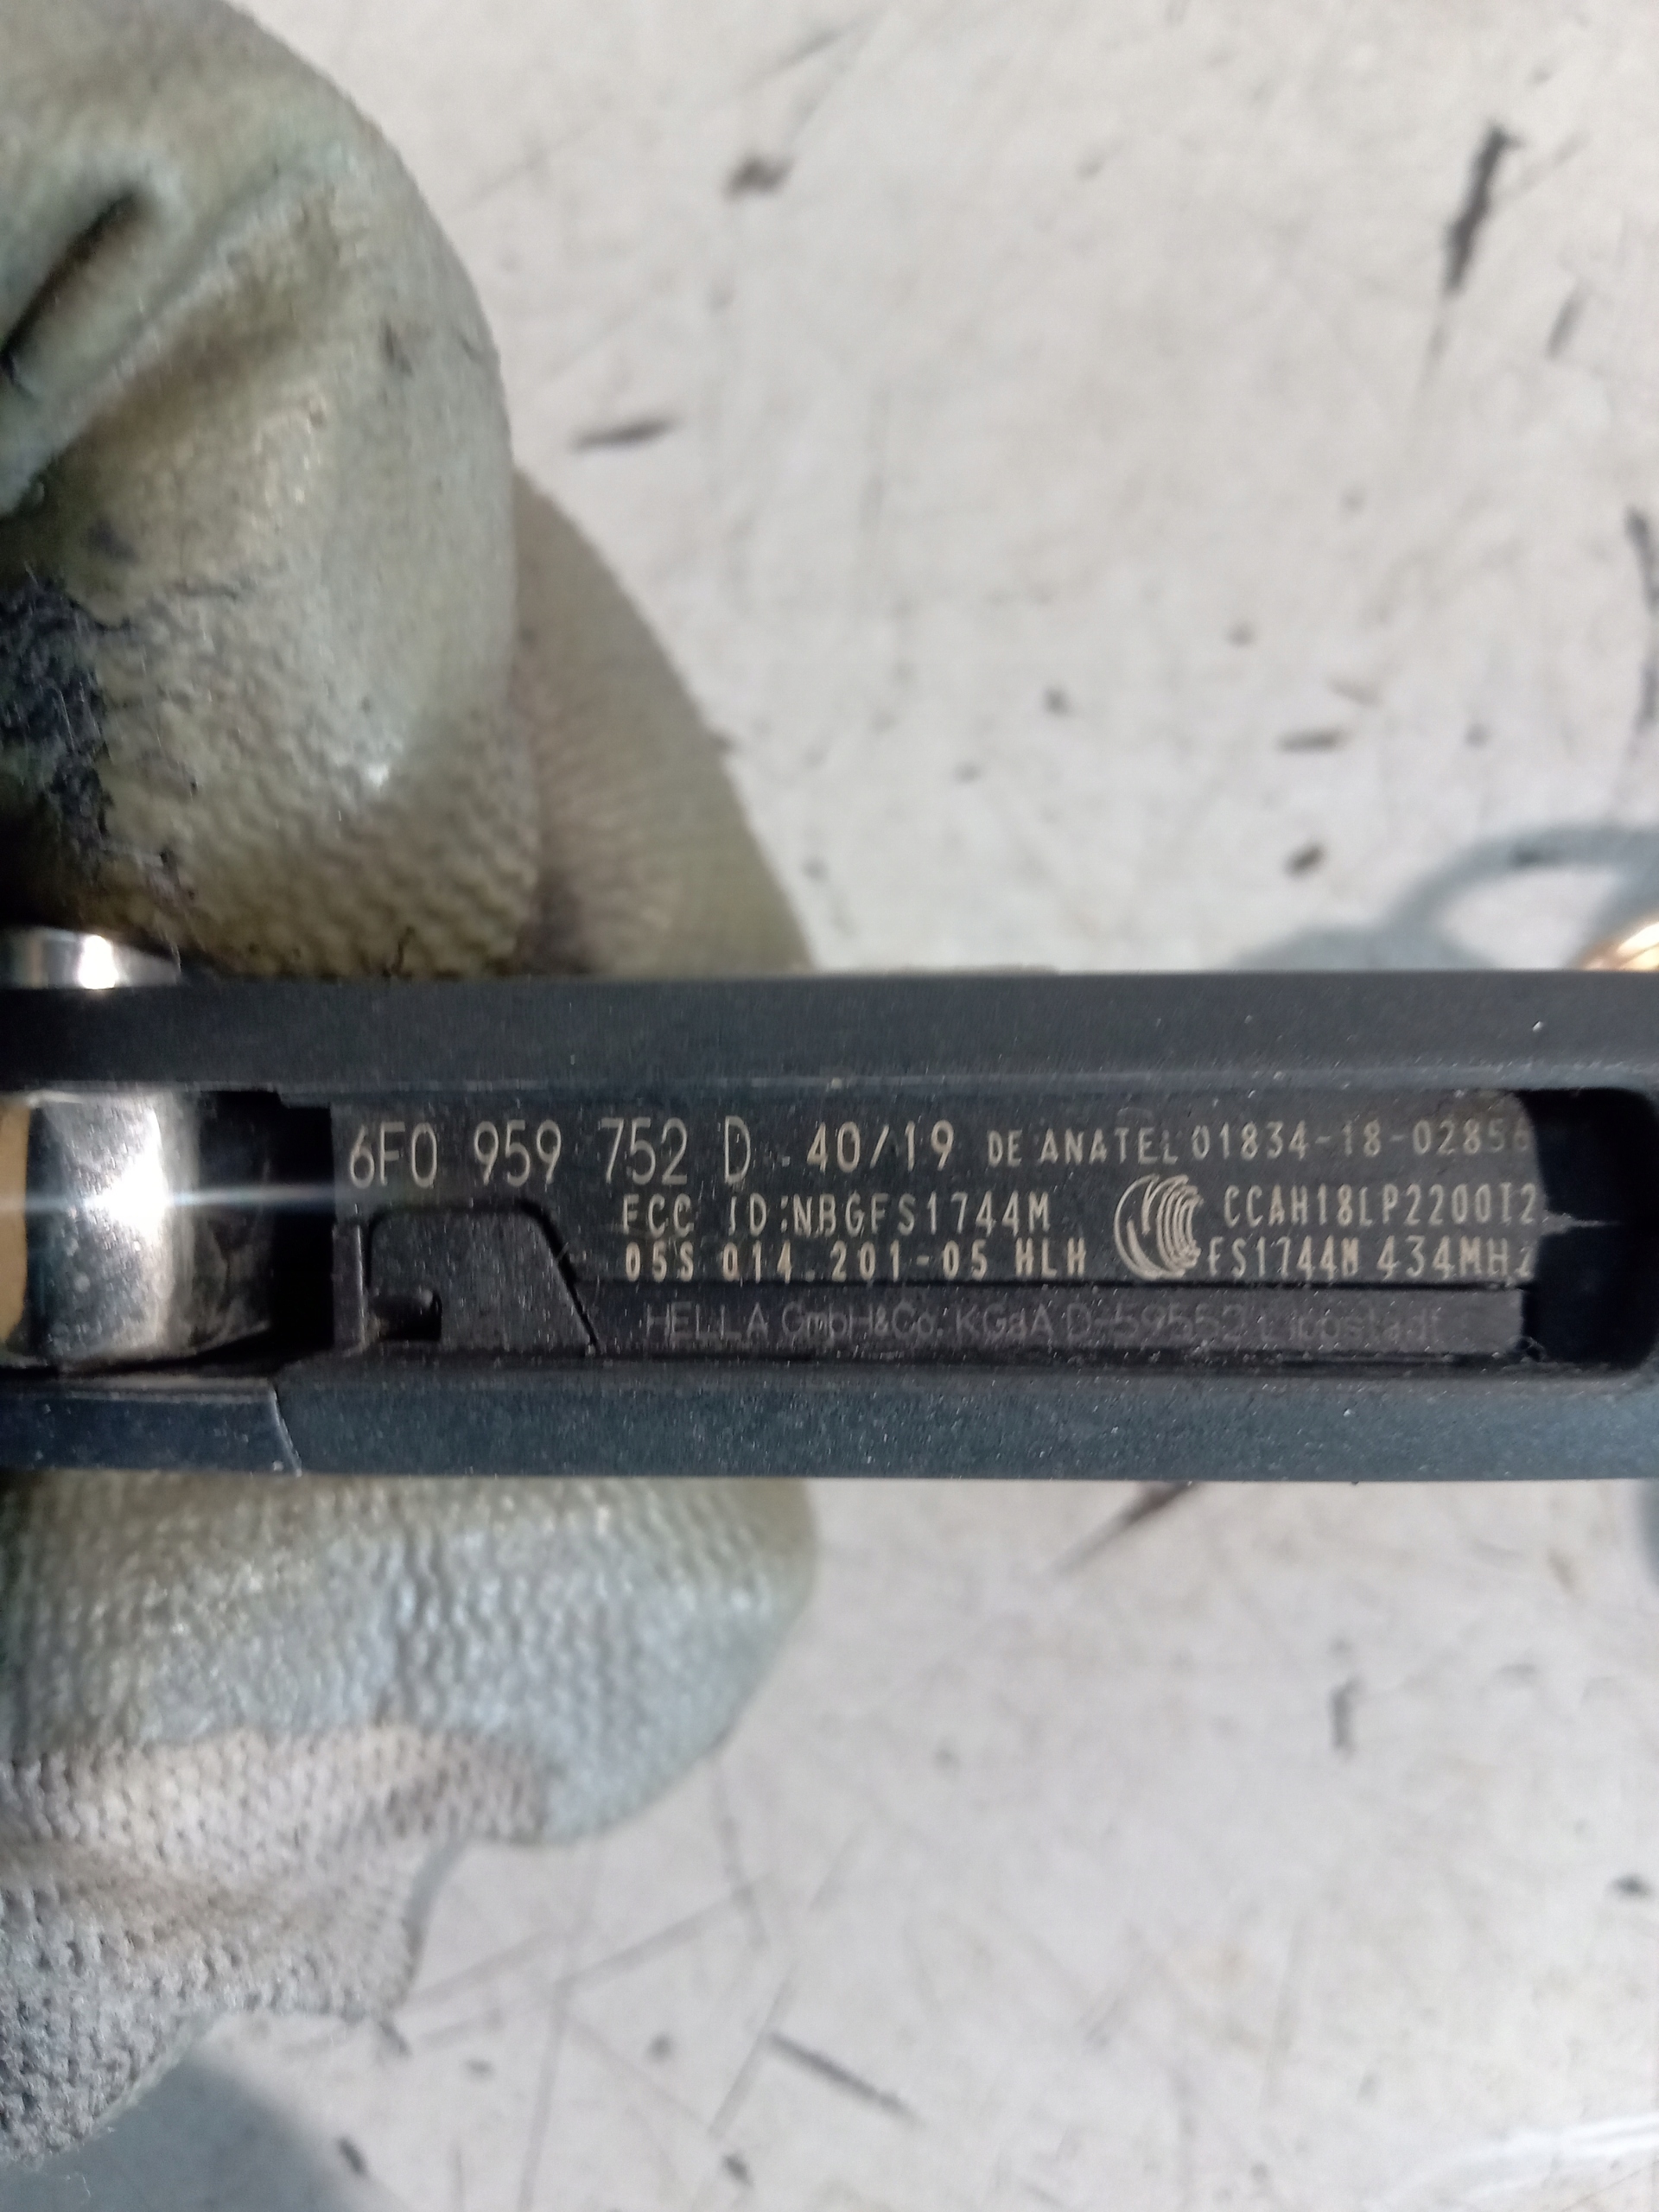 6F0 959 752 D 40/19 DE ANATEL 01834-18-02856
FCC ID:NBGFS1744M
05S 014.201-05 HLH
CCAH18LP2200T2
FS1744M 434MHz
HELLA GmbH&Co. KGaA D-59552 Lippstadt